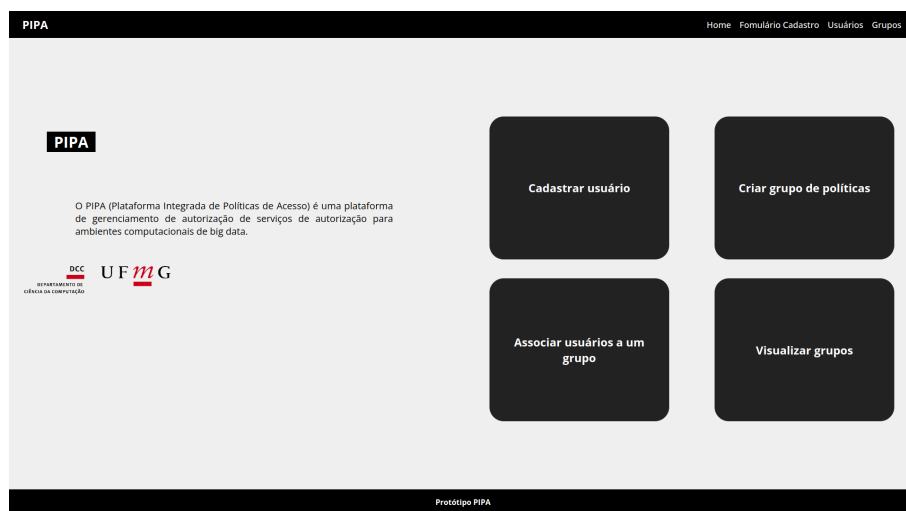 PIPA
Home Fomulário Cadastro Usuários Grupos
PIPA
O PIPA (Plataforma Integrada de Políticas de Acesso) é uma plataforma
de gerenciamento de autorização de serviços de autorização para
ambientes computacionais de big data.
DCC
DEPARTAMENTO DE
CIÊNCIA DA COMPUTAÇÃO
UFmG
Cadastrar usuário
Criar grupo de políticas
Associar usuários a um
grupo
Visualizar grupos
Protótipo PIPA